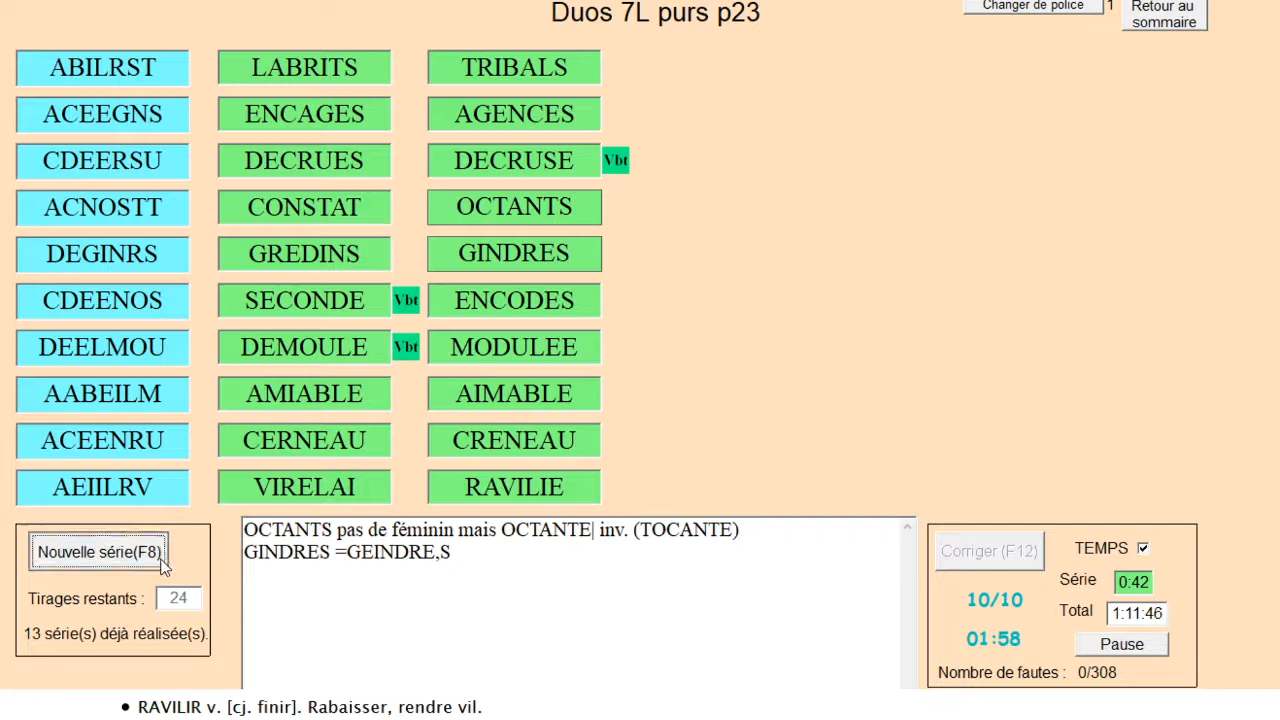 Duos 7L purs p23
Changer de police 1 Retour au sommaire
ABILRST LABRITS TRIBALS
ACEEGNS ENCAGES AGENCES
CDEERSU DECRUES DECRUSE Vbt
ACNOSTT CONSTAT OCTANTS
DEGINRS GREDINS GINDRES
CDEENOS SECONDE Vbt ENCODES
DEELMOU DEMOULE Vbt MODULEE
AABEILM AMIABLE AIMABLE
ACEENRU CERNEAU CRENEAU
AEIILRV VIRELAI RAVILIE
Nouvelle série(F8)
Tirages restants : 24
13 série(s) déjà réalisée(s).
OCTANTS pas de féminin mais OCTANTE| inv. (TOCANTE)
GINDRES =GEINDRE,S
Corriger (F12) TEMPS
Série 0:42
10/10
Total 1:11:46
01:58
Pause
Nombre de fautes : 0/308
• RAVILIR v. [cj. finir]. Rabaisser, rendre vil.